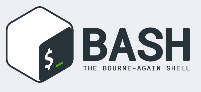 $_
BASH
THE BOURNE-AGAIN SHELL